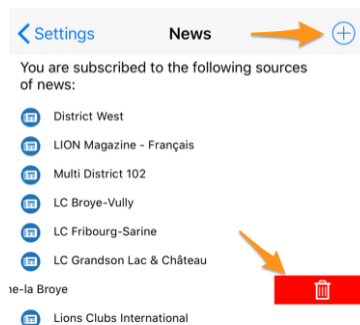 Settings
News
You are subscribed to the following sources
of news:
District West
LION Magazine - Français
Multi District 102
LC Broye-Vully
LC Fribourg-Sarine
LC Grandson Lac & Château
ne-la Broye
Lions Clubs International